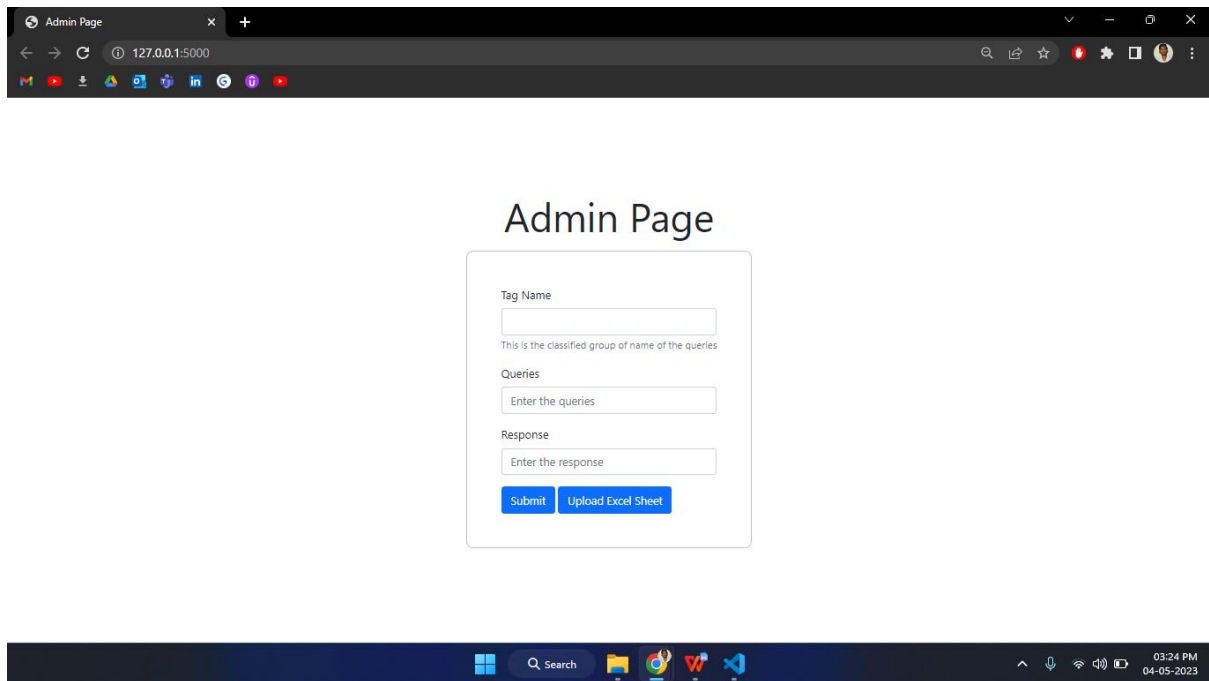 Admin Page
127.0.0.1:5000
Admin Page
Tag Name
This is the classified group of name of the queries
Queries
Enter the queries
Response
Enter the response
Submit Upload Excel Sheet
Search
03:24 PM
04-05-2023